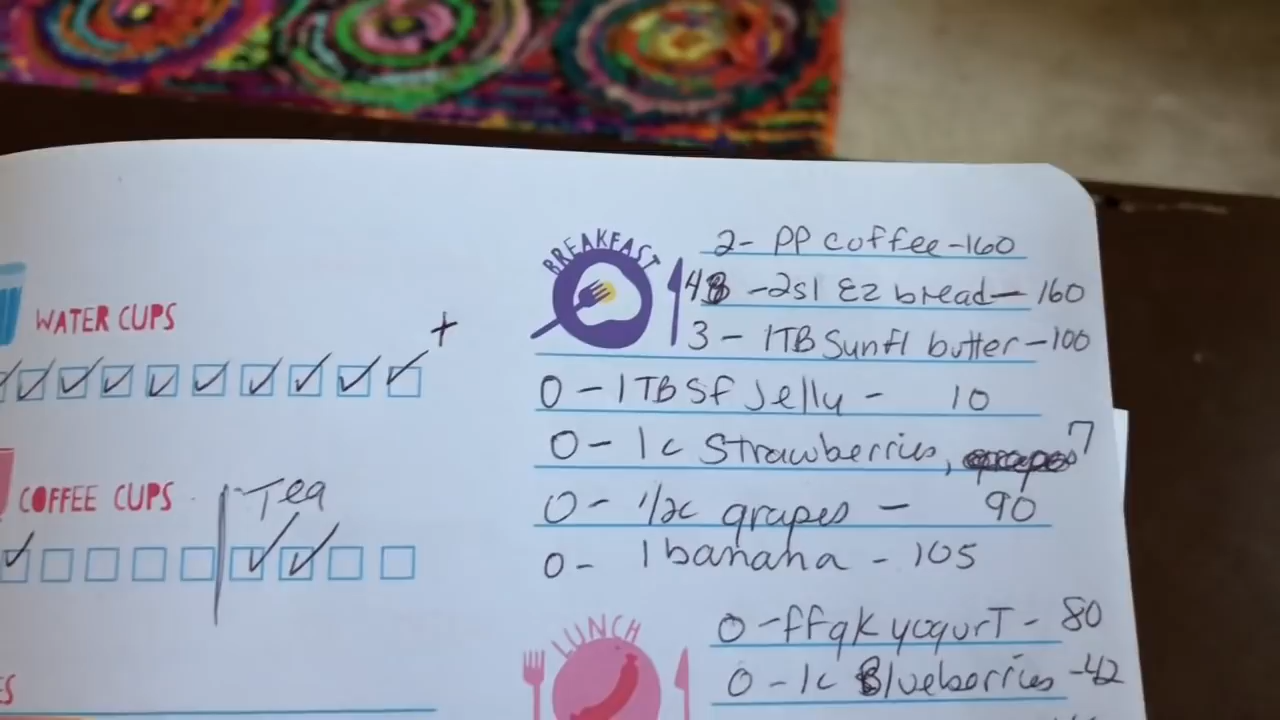 BREAKFAST
2- PP coffee-160
4 -2sl Ez bread- 160
3 - 1TB Sunfl butter-100
0 - 1TB SF Jelly - 10
0 - 1c Strawberries, 7
0 - 1/2c grapes - 90
0 - 1 banana - 105
WATER CUPS
+
COFFEE CUPS
Tea
LUNCH
0 - ffgk yogurt - 80
0 - 1c Blueberries -42